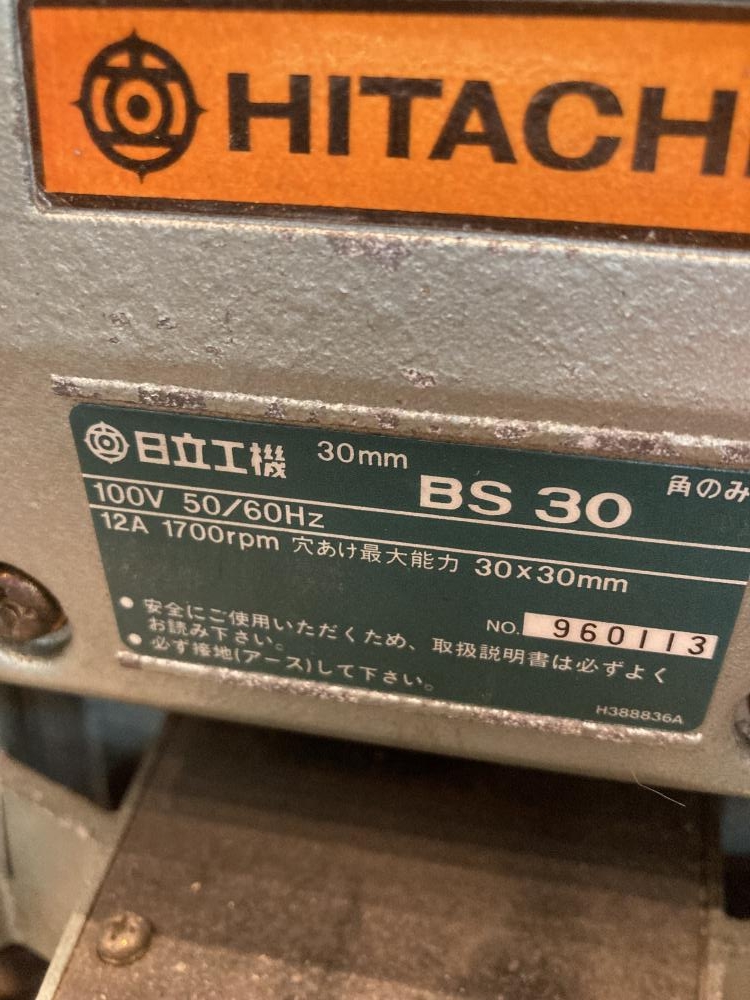 HITACHI
日立工機 30mm BS 30 角のみ
100V 50/60Hz
12A 1700rpm 穴あけ最大能力 30×30mm
NO. 960113
● 安全にご使用いただくため、取扱説明書は必ずよく
お読み下さい。
● 必ず接地(アース)して下さい。
H388836A